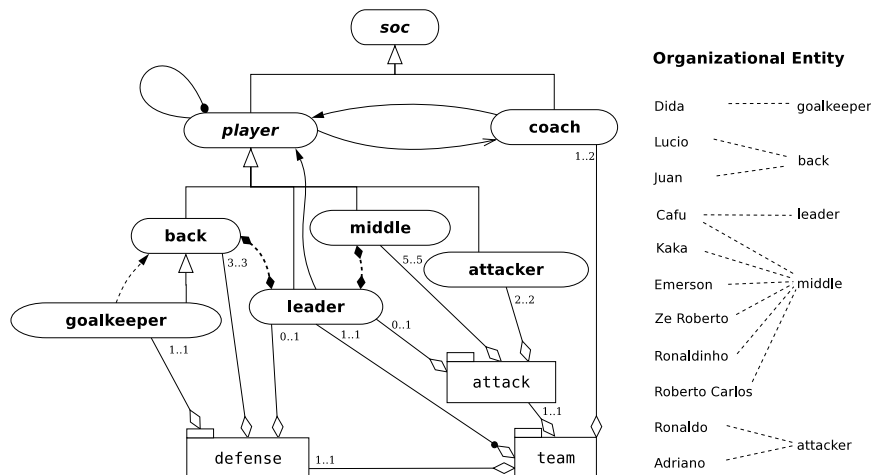 soc
Organizational Entity
Dida
goalkeeper
player
coach
1..2
Lucio
back
Juan
Cafu
leader
back
middle
Kaka
3..3
5..5
attacker
Emerson
middle
2..2
goalkeeper
leader
Ze Roberto
1..1
0..1
1..1
0..1
Ronaldinho
attack
Roberto Carlos
1..1
Ronaldo
attacker
defense
1..1
team
Adriano